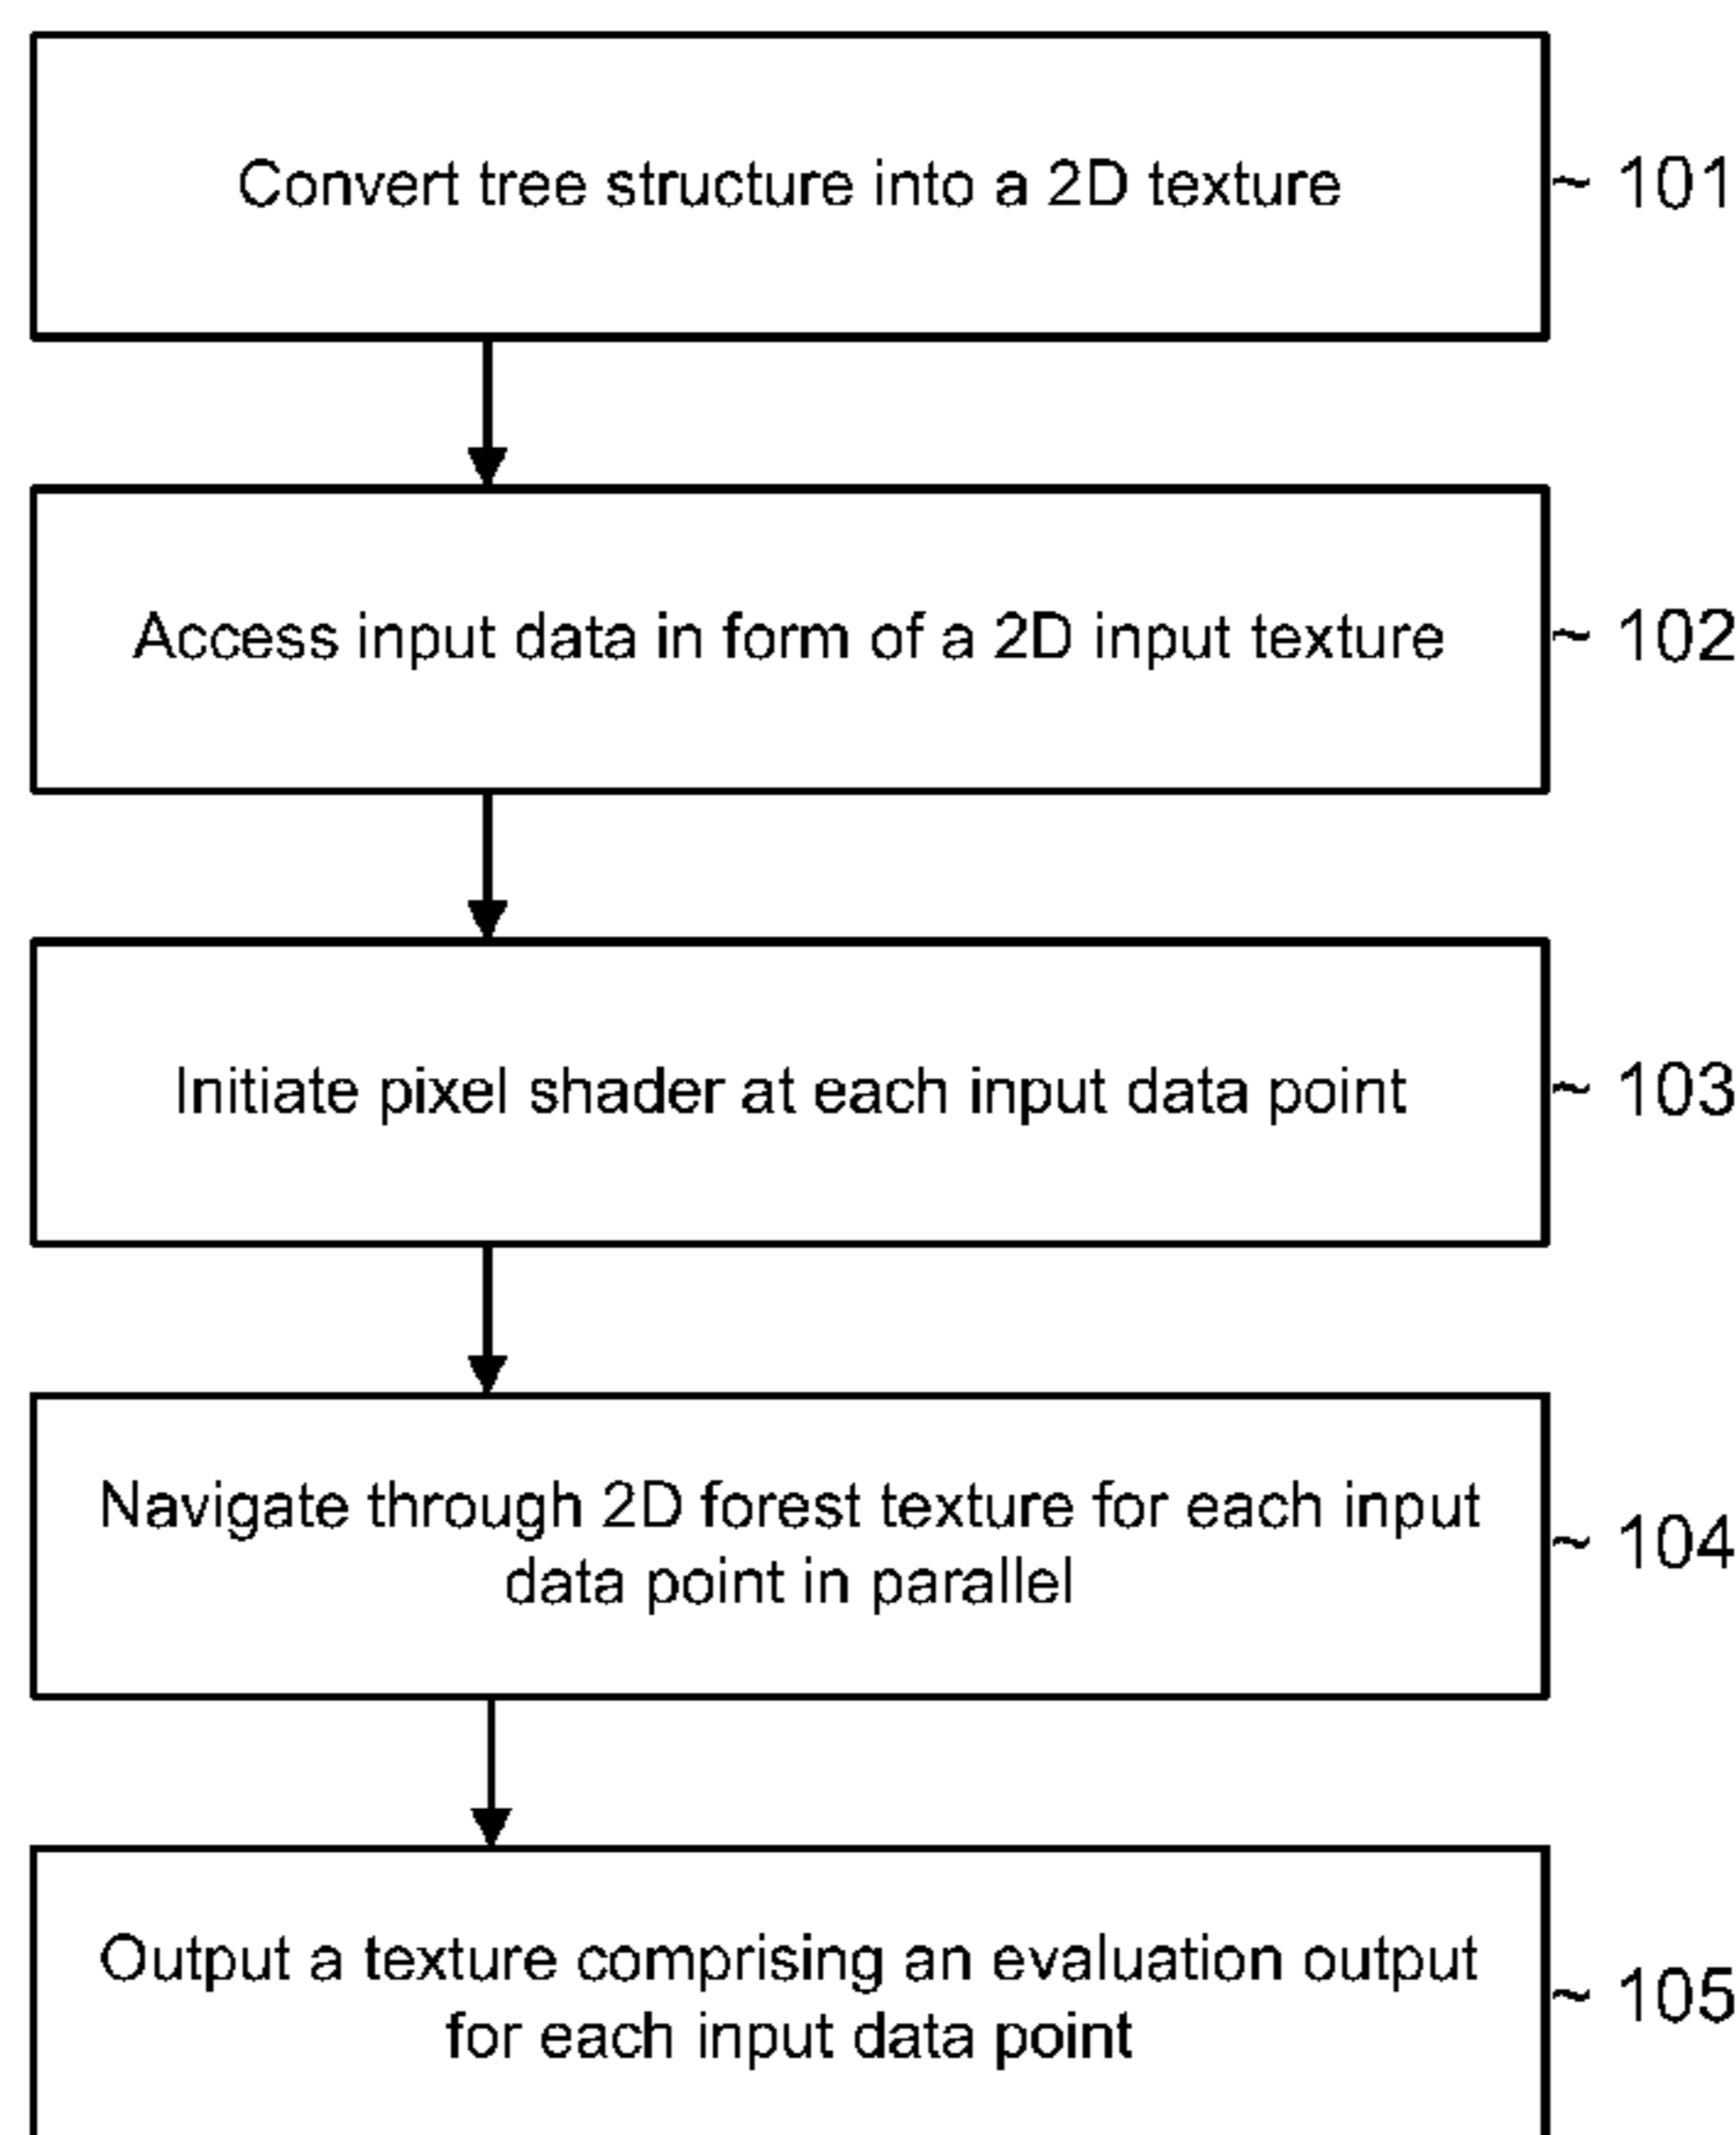 Convert tree structure into a 2D texture
~ 101
Access input data in form of a 2D input texture
~ 102
Initiate pixel shader at each input data point
~ 103
Navigate through 2D forest texture for each input
data point in parallel
~ 104
Output a texture comprising an evaluation output
for each input data point
~ 105